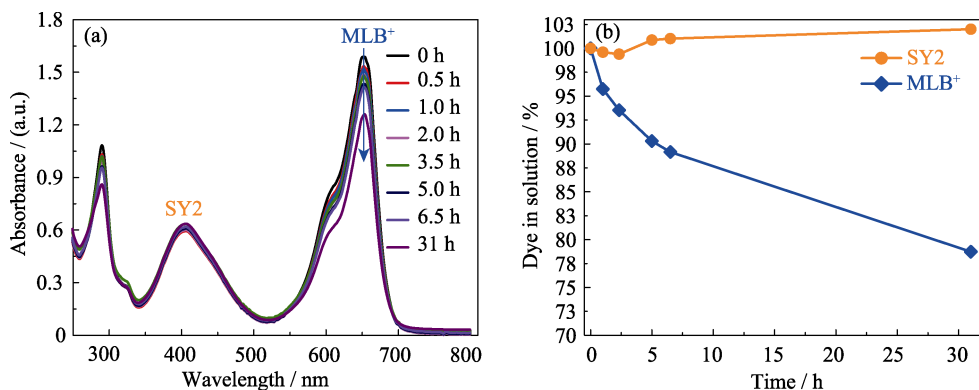 (a)
MLB⁺
0 h
0.5 h
1.0 h
2.0 h
3.5 h
5.0 h
6.5 h
31 h
SY2
1.8
1.5
1.2
0.9
0.6
0.3
0
Absorbance / (a.u.)
300 400 500 600 700 800
Wavelength / nm
(b)
SY2
MLB⁺
103
100
98
95
93
90
88
85
83
80
78
75
73
70
Dye in solution / %
0 5 10 15 20 25 30
Time / h